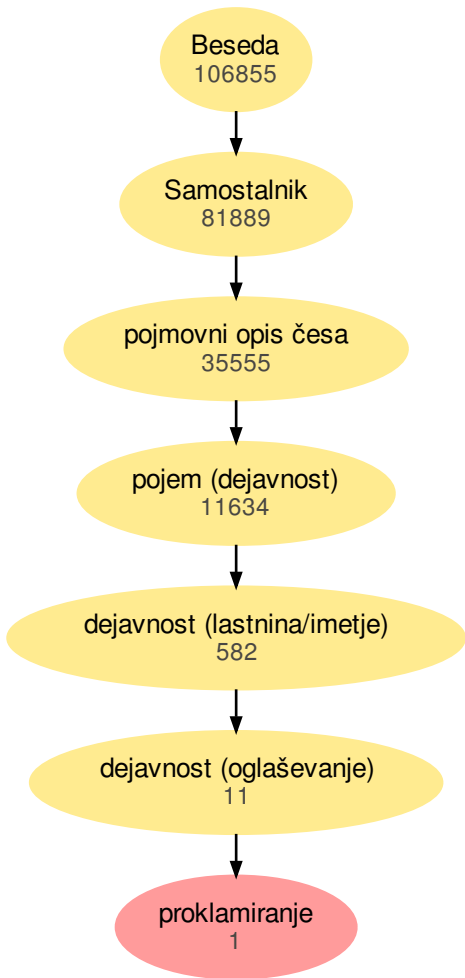 Beseda
106855
Samostalnik
81889
pojmovni opis česa
35555
pojem (dejavnost)
11634
dejavnost (lastnina/imetje)
582
dejavnost (oglaševanje)
11
proklamiranje
1